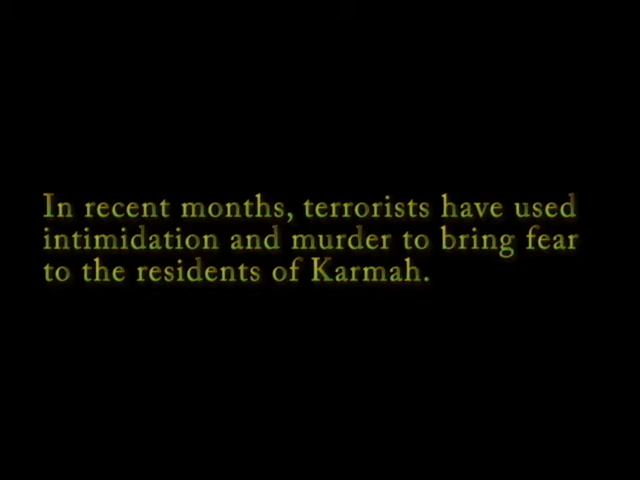 In recent months, terrorists have used
intimidation and murder to bring fear
to the residents of Karmah.